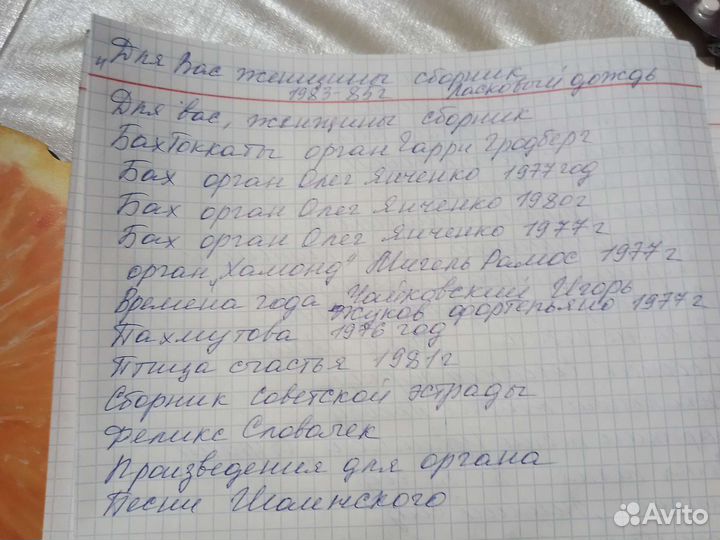 „Для Вас женщины сборник
1983-85г Ласковый дождь
Для вас, женщины сборник
Бах Токкаты орган Гарри Гродберг
Бах орган Олег Янченко 1977 год
Бах орган Олег Янченко 1980г
Бах орган Олег Янченко 1977г
орган „Хамонд" Мигель Рамос 1977г
Времена года Чайковский Игорь
Жуков фортепьяно 1977г
Пахмутова 1976 год
Птица счастья 1981г
Сборник Советской эстрады
Феликс Словачек
Произведения для органа
Песни Шаинского
Avito